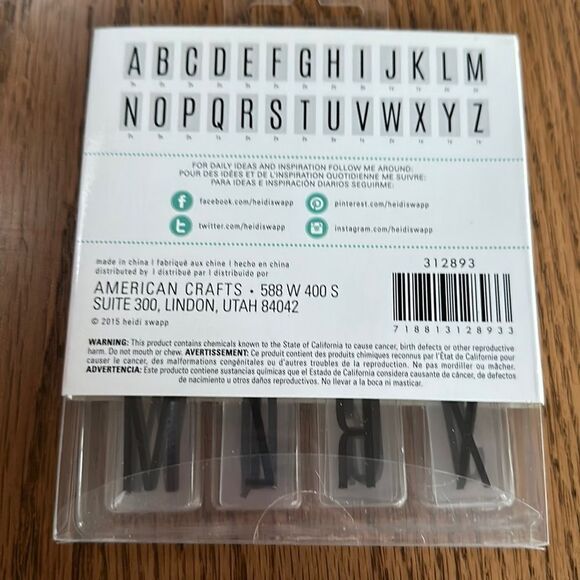 A B C D E F G H I J K L M
N O P Q R S T U V W X Y Z
FOR DAILY IDEAS AND INSPIRATION FOLLOW ME AROUND:
POUR DES IDÉES ET DE L'INSPIRATION QUOTIDIENNE ME SUIVRE:
PARA IDEAS E INSPIRACIÓN DIARIOS SEGUIRME:
facebook.com/heidiswapp pinterest.com/heidiswapp
twitter.com/heidiswapp instagram.com/heidiswapp
made in china | fabriqué aux chine | hecho en china
distributed by | distribué par | distribuido por
AMERICAN CRAFTS • 588 W 400 S
SUITE 300, LINDON, UTAH 84042
© 2015 heidi swapp
312893
7 18813 12893 3
WARNING: This product contains chemicals known to the State of California to cause cancer, birth defects or other reproductive
harm. Do not mouth or chew. AVERTISSEMENT: Ce produit contient des produits chimiques reconnus par l'État de Californie pour
causer le cancer, des malformations congénitales ou d'autres troubles de la reproduction. Ne pas mordiller ou mâcher.
ADVERTENCIA: Este producto contiene sustancias químicas que el Estado de California considera causante de cáncer, de defectos
de nacimiento u otros daños reproductivos. No llevar a la boca ni masticar.